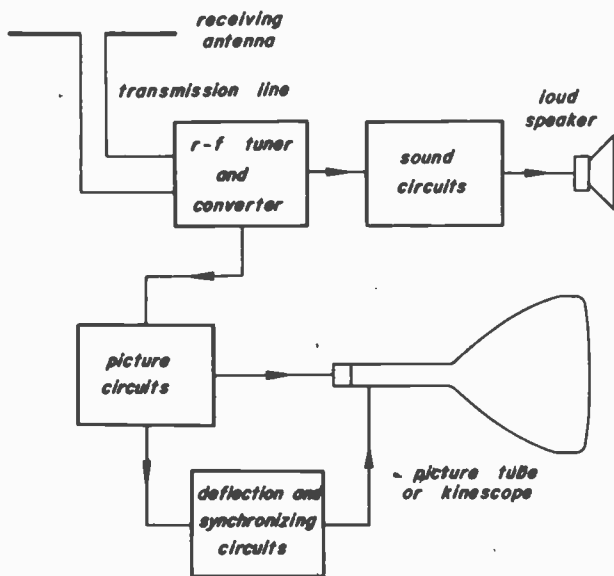 receiving
antenna
transmission line
loud
speaker
r-f tuner
and
converter
sound
circuits
picture
circuits
picture tube
or kinescope
deflection and
synchronizing
circuits